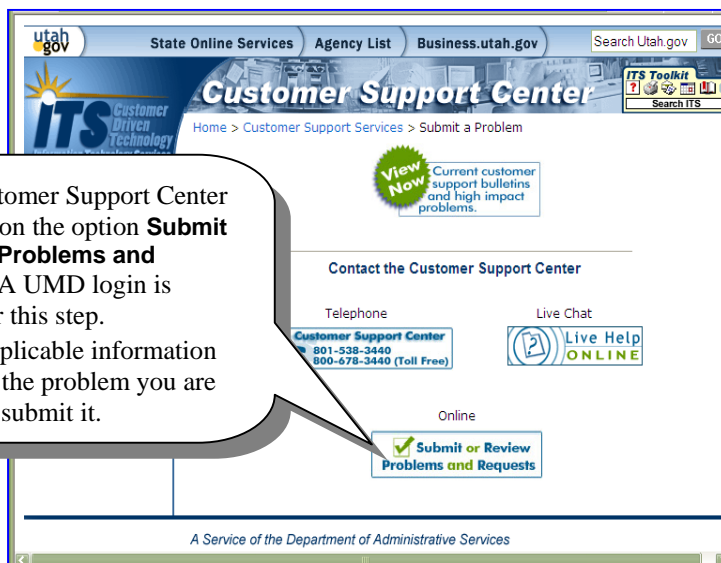 utah
gov
State Online Services
Agency List
Business.utah.gov
Search Utah.gov
GO
ITS
Customer
Driven
Technology
Customer Support Center
ITS Toolkit
Search ITS
Home > Customer Support Services > Submit a Problem
View
Now
Current customer
support bulletins
and high impact
problems.
tomer Support Center
on the option Submit
Problems and
A UMD login is
r this step.
plicable information
the problem you are
submit it.
Contact the Customer Support Center
Telephone
Live Chat
Customer Support Center
801-538-3440
800-678-3440 (Toll Free)
Live Help
ONLINE
Online
Submit or Review
Problems and Requests
A Service of the Department of Administrative Services